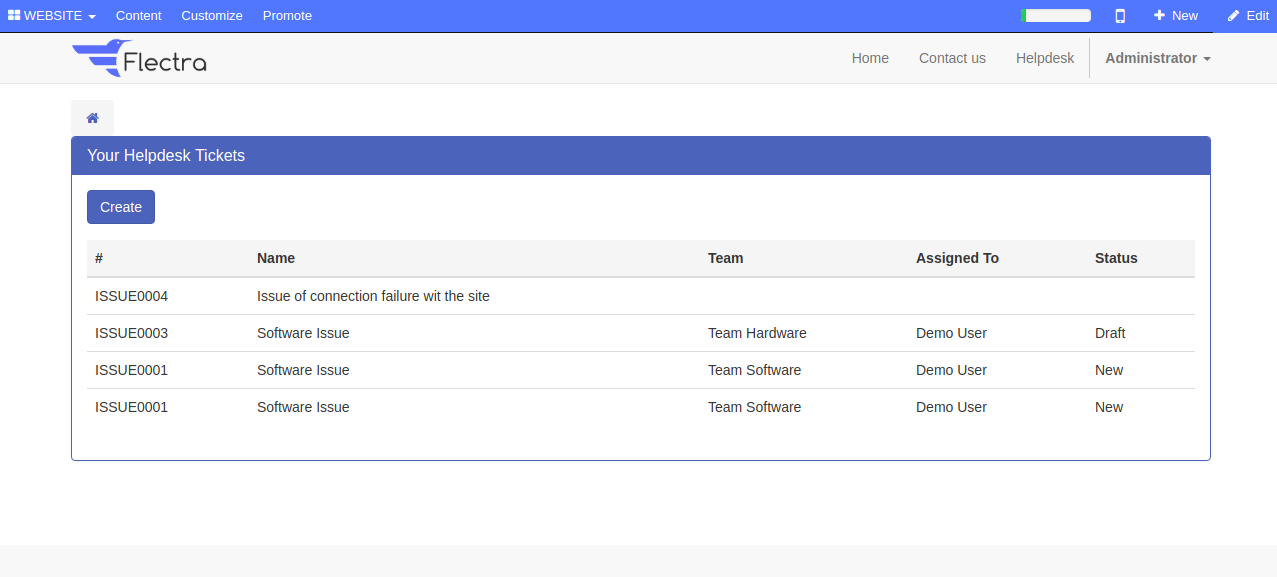 WEBSITE Content Customize Promote New Edit
Flectra Home Contact us Helpdesk Administrator
Your Helpdesk Tickets
Create
# Name Team Assigned To Status
ISSUE0004 Issue of connection failure wit the site
ISSUE0003 Software Issue Team Hardware Demo User Draft
ISSUE0001 Software Issue Team Software Demo User New
ISSUE0001 Software Issue Team Software Demo User New